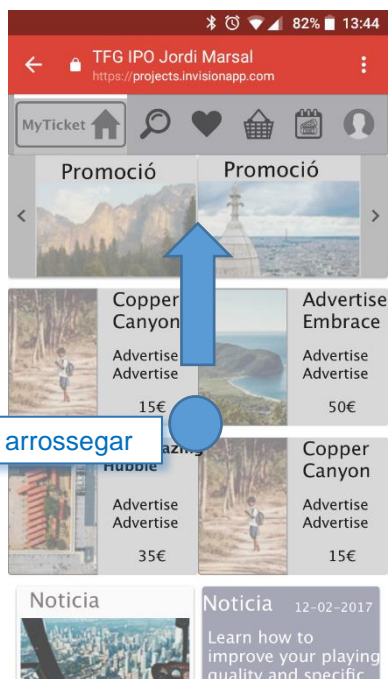 82% 13:44
TFG IPO Jordi Marsal
https://projects.invisionapp.com
MyTicket
Promoció
Promoció
Copper
Canyon
Advertise
Advertise
15€
Advertise
Embrace
Advertise
Advertise
50€
arrossegar
Hubble
Advertise
Advertise
35€
Copper
Canyon
Advertise
Advertise
15€
Noticia
Noticia 12-02-2017
Learn how to
improve your playing
quality and specific